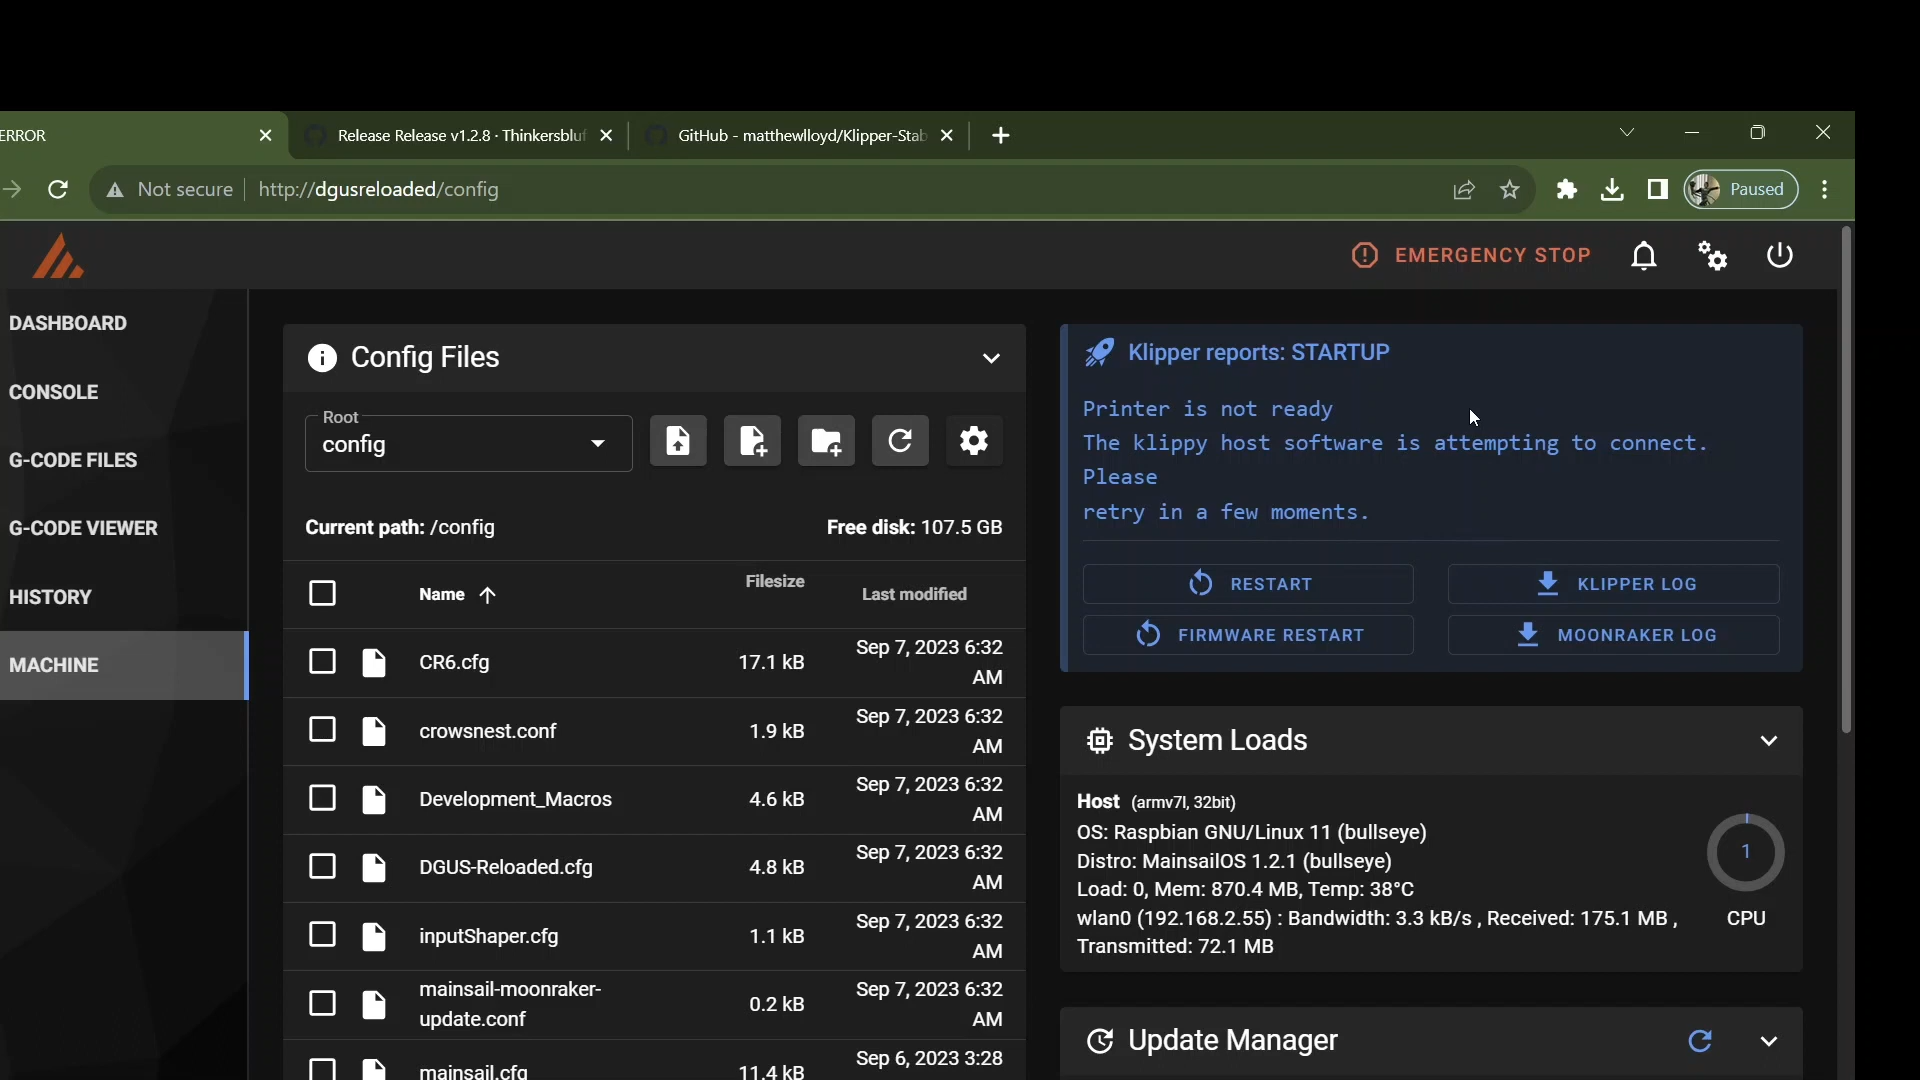 ERROR
Release Release v1.2.8 · Thinkersbluf
GitHub - matthewlloyd/Klipper-Stab
Not secure
http://dgusreloaded/config
Paused
EMERGENCY STOP
DASHBOARD
CONSOLE
G-CODE FILES
G-CODE VIEWER
HISTORY
MACHINE
Config Files
Root
config
Current path: /config
Free disk: 107.5 GB
Name
Filesize
Last modified
CR6.cfg
17.1 kB
Sep 7, 2023 6:32
AM
crowsnest.conf
1.9 kB
Sep 7, 2023 6:32
AM
Development_Macros
4.6 kB
Sep 7, 2023 6:32
AM
DGUS-Reloaded.cfg
4.8 kB
Sep 7, 2023 6:32
AM
inputShaper.cfg
1.1 kB
Sep 7, 2023 6:32
AM
mainsail-moonraker-
update.conf
0.2 kB
Sep 7, 2023 6:32
AM
mainsail.cfg
11.4 kB
Sep 6, 2023 3:28
Klipper reports: STARTUP
Printer is not ready
The klippy host software is attempting to connect.
Please
retry in a few moments.
RESTART
KLIPPER LOG
FIRMWARE RESTART
MOONRAKER LOG
System Loads
Host (armv7l, 32bit)
OS: Raspbian GNU/Linux 11 (bullseye)
Distro: MainsailOS 1.2.1 (bullseye)
Load: 0, Mem: 870.4 MB, Temp: 38°C
wlan0 (192.168.2.55) : Bandwidth: 3.3 kB/s , Received: 175.1 MB ,
Transmitted: 72.1 MB
1
CPU
Update Manager